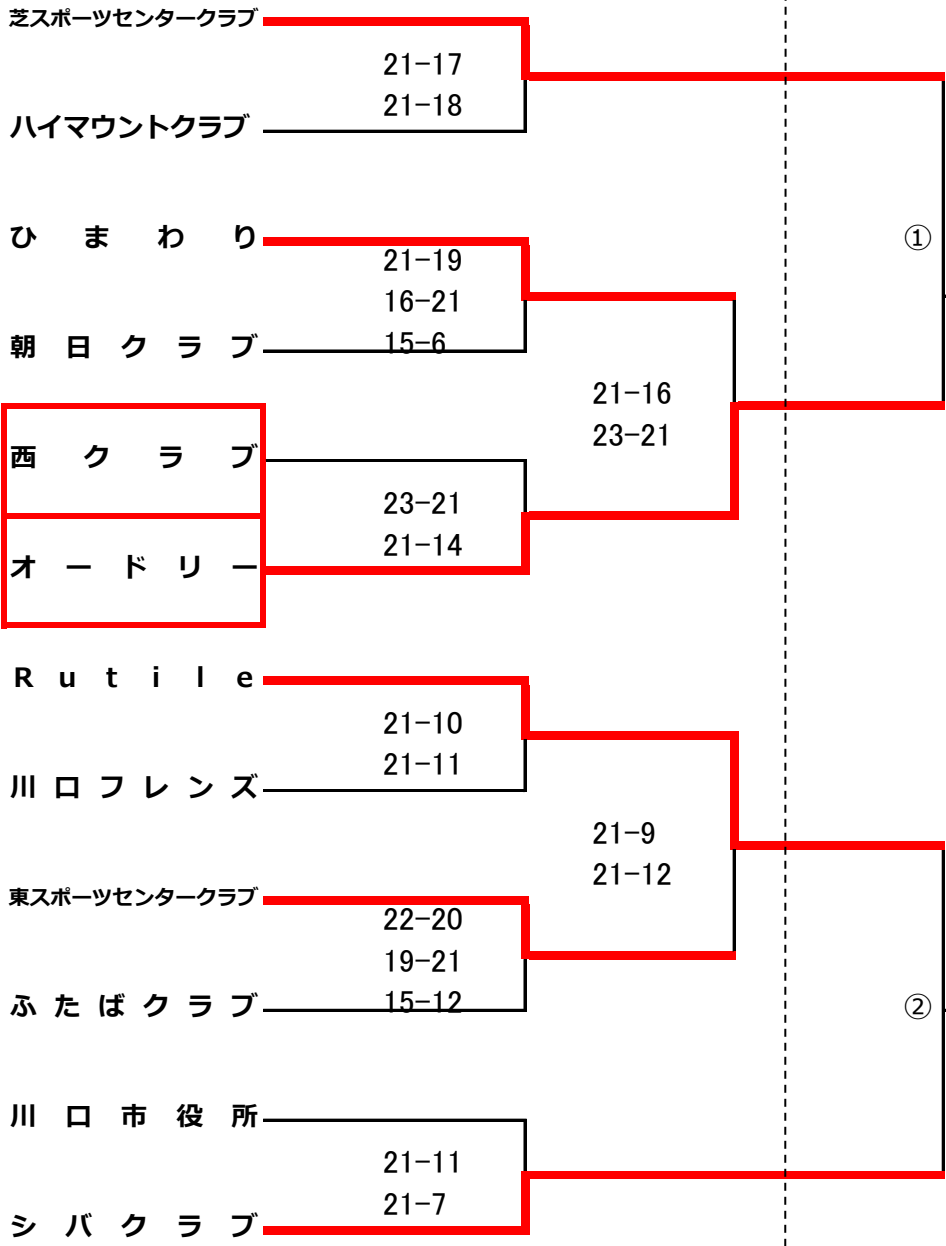 芝スポーツセンタークラブ
21-17
21-18
ハイマウントクラブ
ひまわり
①
21-19
16-21
朝日クラブ
15-6
21-16
23-21
西クラブ
23-21
21-14
オードリー
Rutile
21-10
21-11
川口フレンズ
21-9
21-12
東スポーツセンタークラブ
22-20
19-21
ふたばクラブ
15-12
②
川口市役所
21-11
21-7
シバクラブ